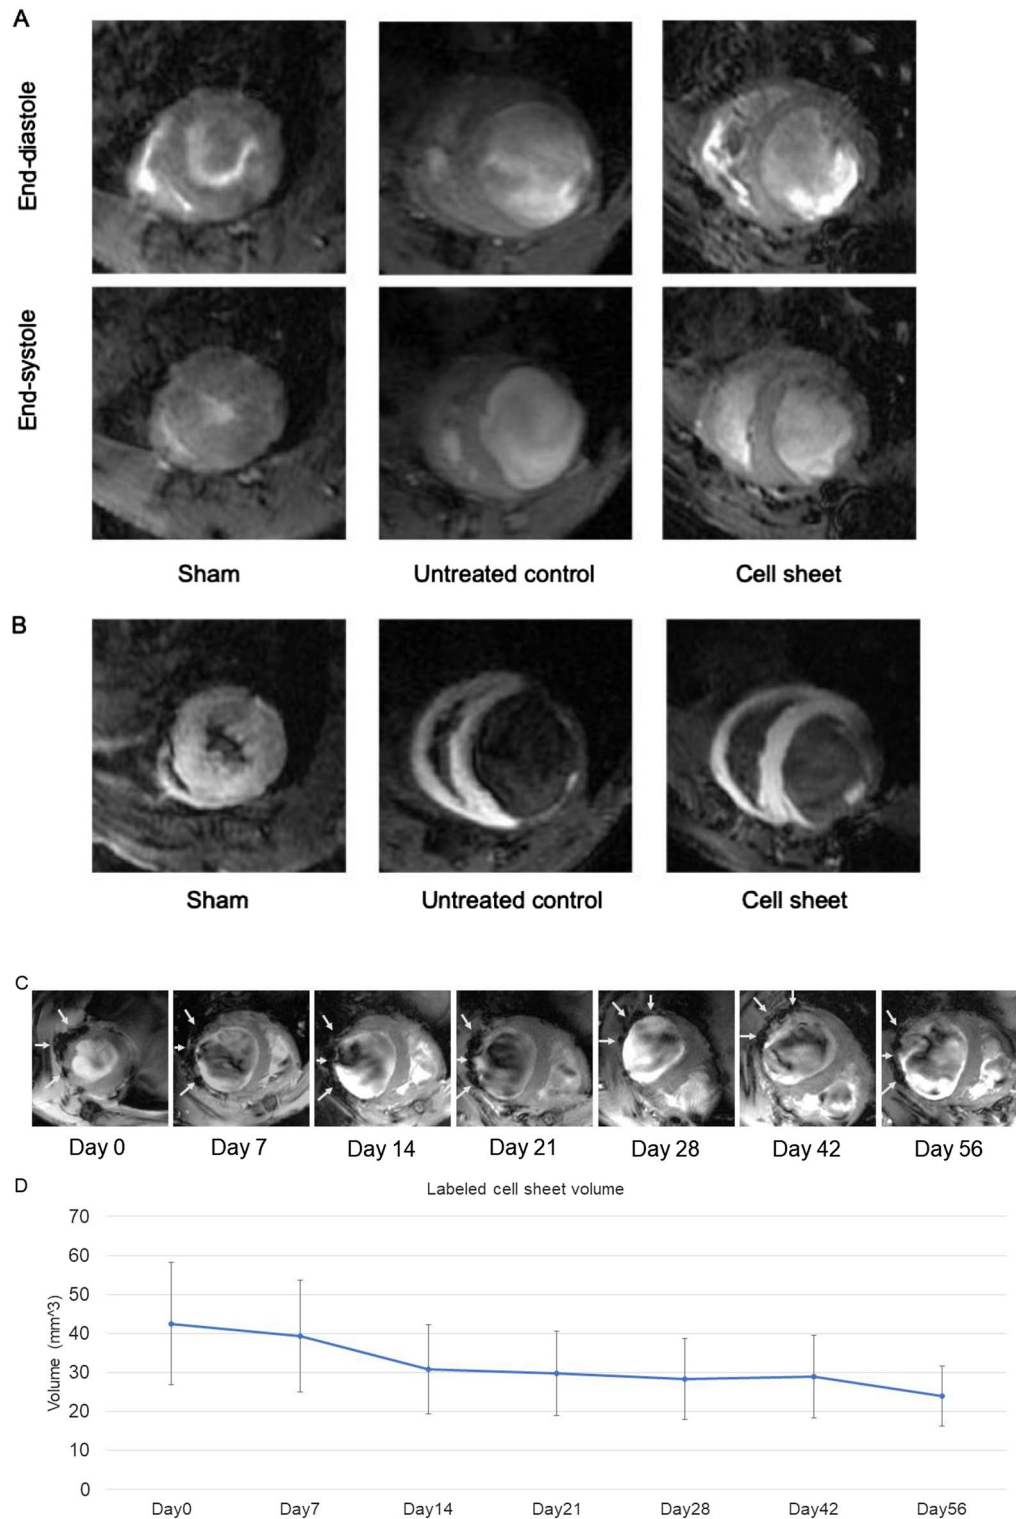 A
End-diastole
End-systole
Sham Untreated control Cell sheet
B
Sham Untreated control Cell sheet
C
Day 0 Day 7 Day 14 Day 21 Day 28 Day 42 Day 56
D
Labeled cell sheet volume
Volume (mm^3)
70
60
50
40
30
20
10
0
Day0 Day7 Day14 Day21 Day28 Day42 Day56